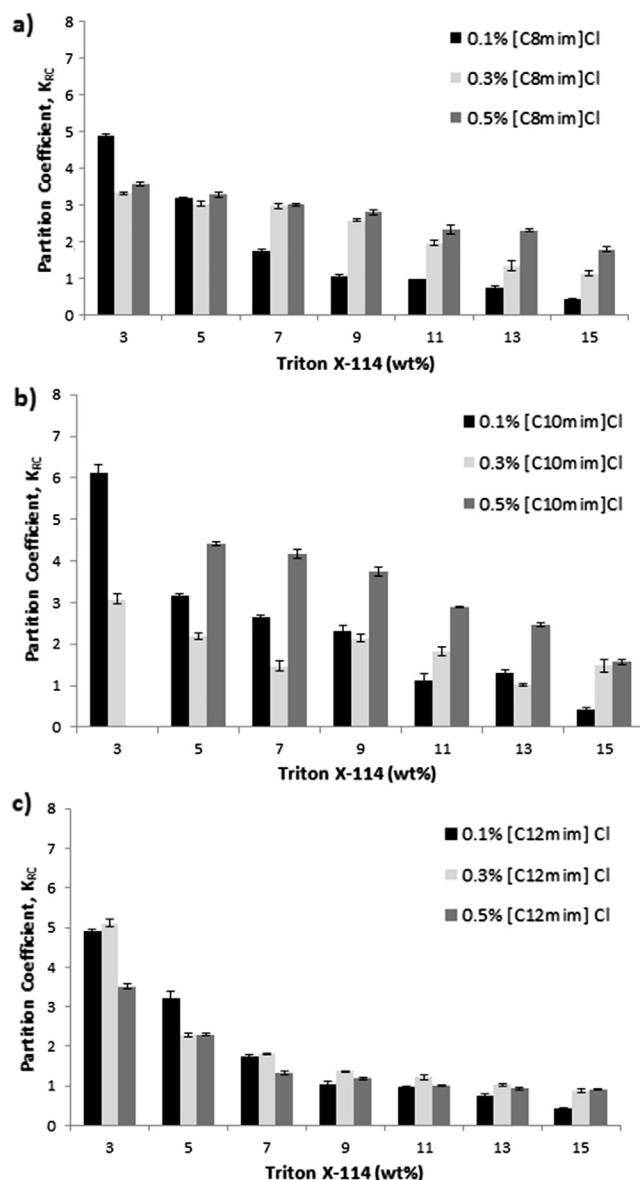 a)
8
7
6
5
4
3
2
1
0
Partition Coefficient, KRC
0.1% [C8mim]Cl
0.3% [C8mim]Cl
0.5% [C8mim]Cl
3 5 7 9 11 13 15
Triton X-114 (wt%)
b)
8
7
6
5
4
3
2
1
0
Partition Coefficient, KRC
0.1% [C10mim]Cl
0.3% [C10mim]Cl
0.5% [C10mim]Cl
3 5 7 9 11 13 15
Triton X-114 (wt%)
c)
8
7
6
5
4
3
2
1
0
Partition Coefficient, KRC
0.1% [C12mim] Cl
0.3% [C12mim] Cl
0.5% [C12mim] Cl
3 5 7 9 11 13 15
Triton X-114 (wt%)